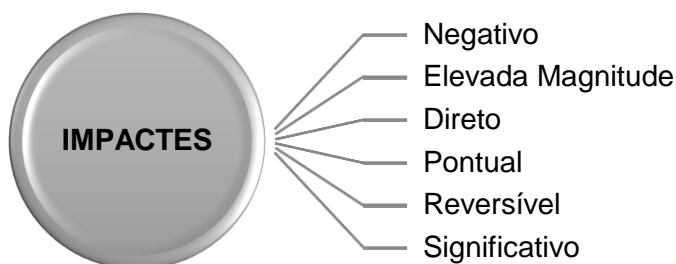 IMPACTES
Negativo
Elevada Magnitude
Direto
Pontual
Reversível
Significativo